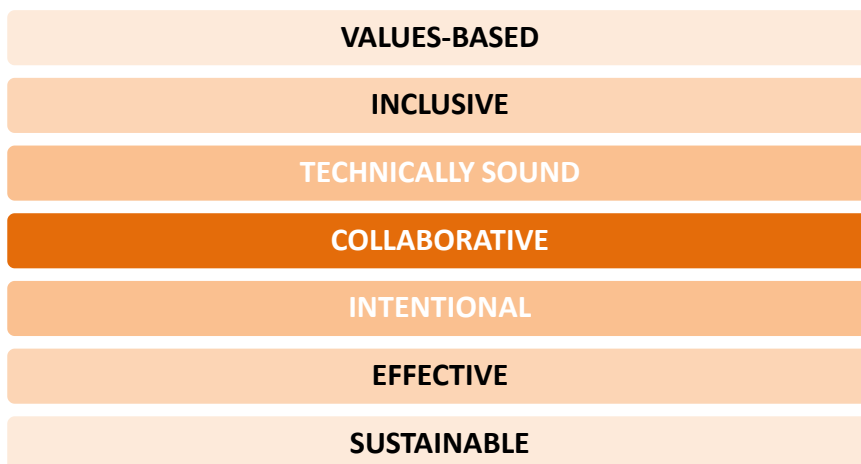 VALUES-BASED
INCLUSIVE
TECHNICALLY SOUND
COLLABORATIVE
INTENTIONAL
EFFECTIVE
SUSTAINABLE